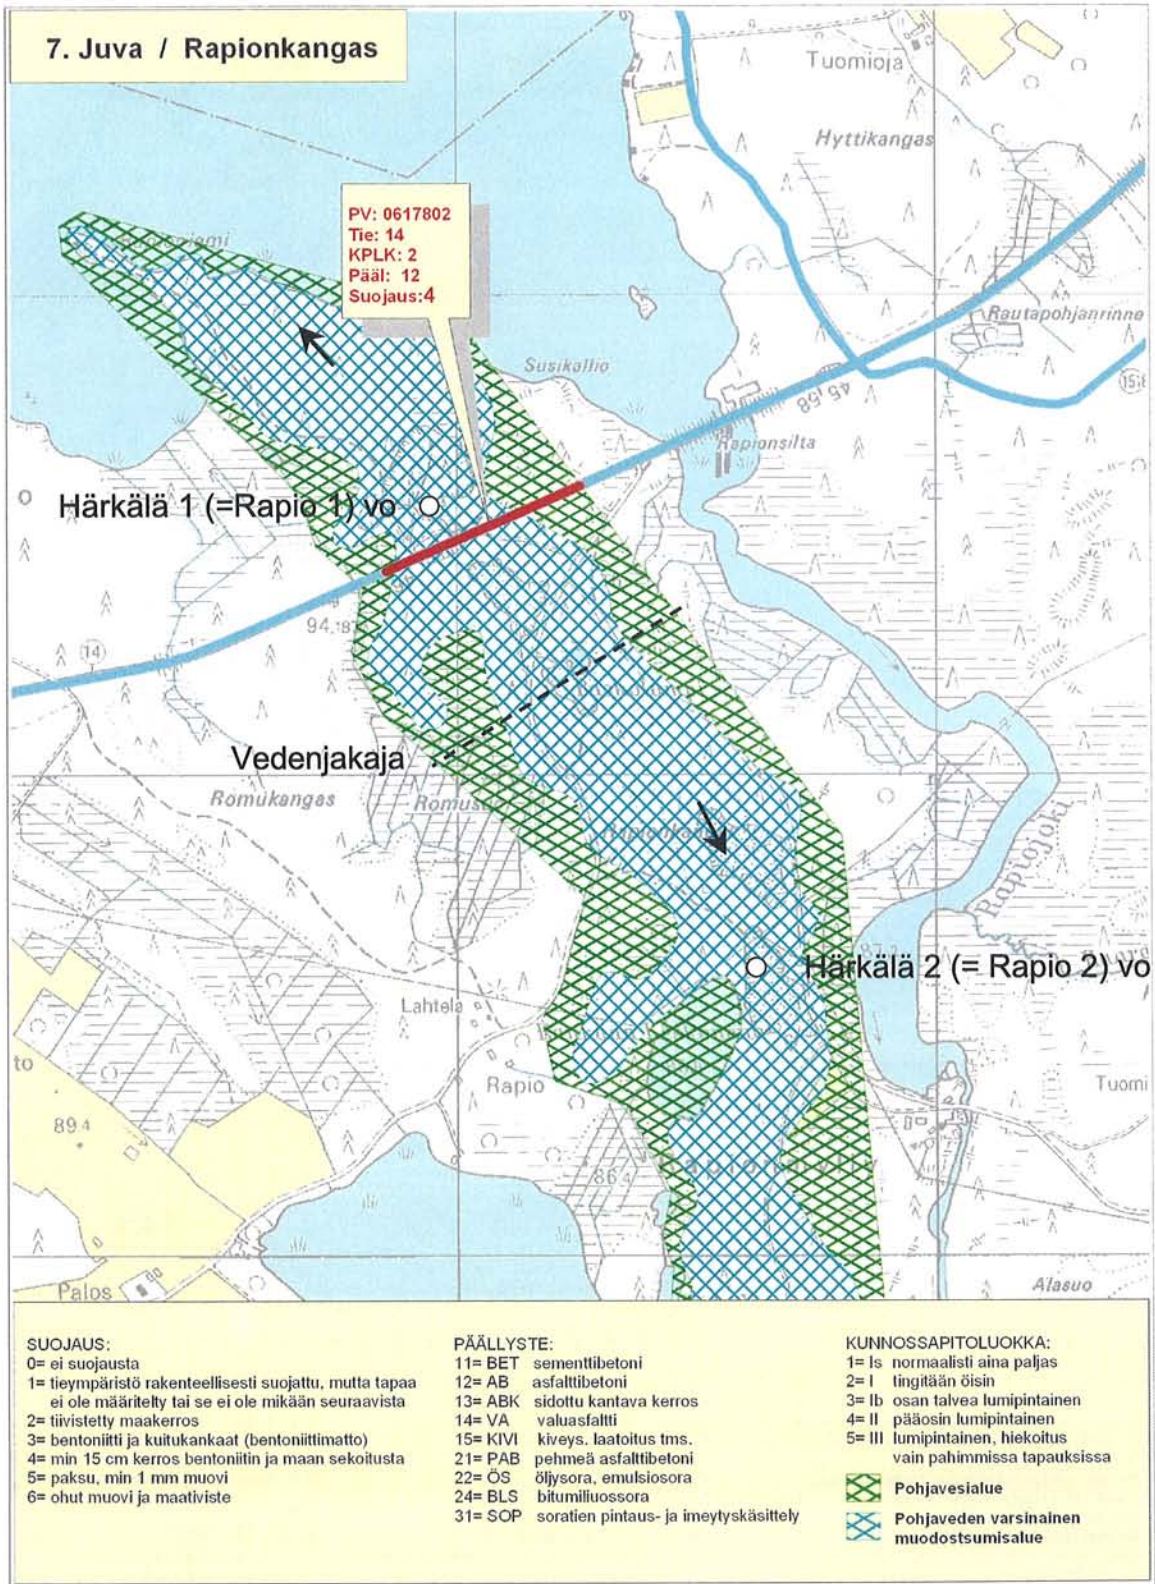 7. Juva / Rapionkangas
Tuomioja
Hyttikangas
PV: 0617802
Tie: 14
KPLK: 2
Pääl: 12
Suojaus:4
Rautapohjanrinne
Susikallio
45,58
Rapionsilta
Härkälä 1 (=Rapio 1) vo
14
Vedenjakaja
Romukangas
Rapiojoki
87.2
Härkälä 2 (= Rapio 2) vo
Lahtela
to
Rapio
Tuomi
89.4
86.4
Palos
Alasuo
SUOJAUS:
0= ei suojausta
1= tieympäristö rakenteellisesti suojattu, mutta tapaa
ei ole määritelty tai se ei ole mikään seuraavista
2= tiivistetty maakerros
3= bentoniitti ja kuitukankaat (bentoniittimatto)
4= min 15 cm kerros bentoniitin ja maan sekoitusta
5= paksu, min 1 mm muovi
6= ohut muovi ja maativiste
PÄÄLLYSTE:
11= BET sementtibetoni
12= AB asfalttibetoni
13= ABK sidottu kantava kerros
14= VA valuasfaltti
15= KIVI kiveys. laatoitus tms.
21= PAB pehmeä asfalttibetoni
22= ÖS öljysora, emulsiosora
24= BLS bitumiliuossora
31= SOP soratien pintaus- ja imeytyskäsittely
KUNNOSSAPITOLUOKKA:
1= Is normaalisti aina paljas
2= I tingitään öisin
3= Ib osan talvea lumipintainen
4= II pääosin lumipintainen
5= III lumipintainen, hiekoitus
vain pahimmissa tapauksissa
Pohjavesialue
Pohjaveden varsinainen
muodostsumisalue